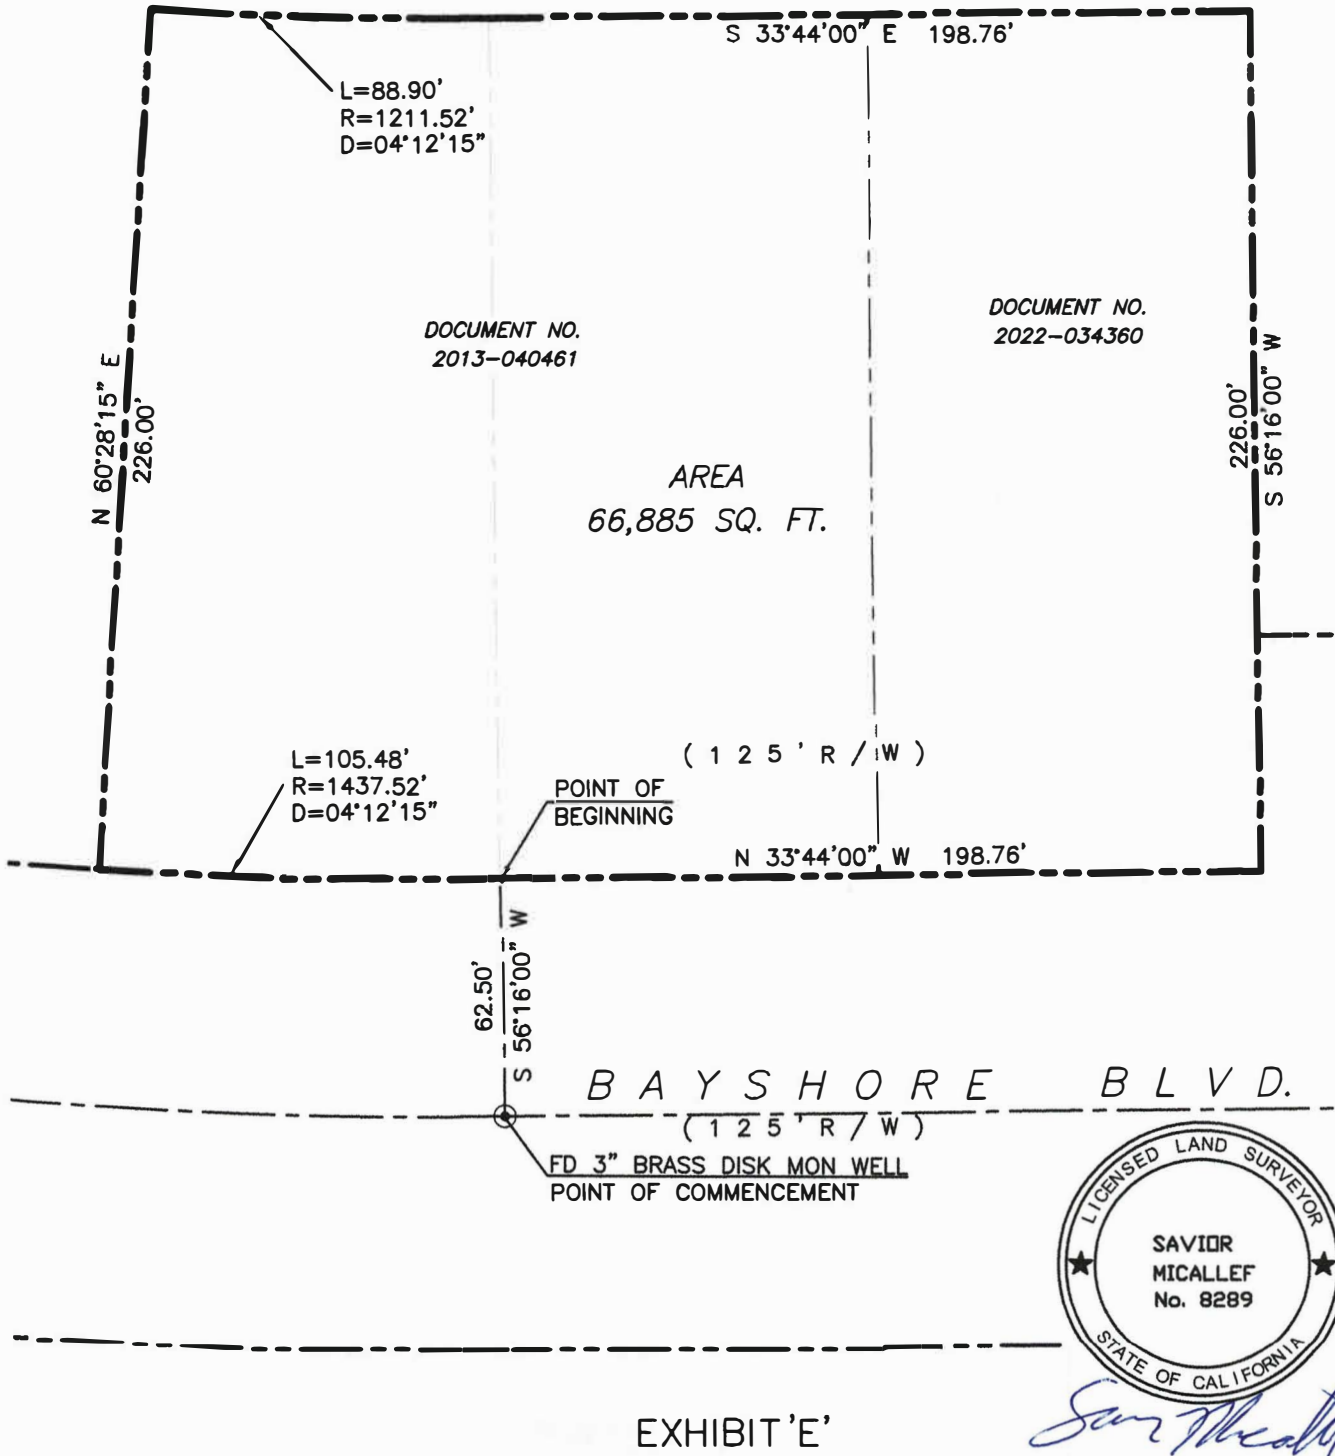 S 33°44'00" E 198.76'
L=88.90'
R=1211.52'
D=04°12'15"
DOCUMENT NO.
2013-040461
DOCUMENT NO.
2022-034360
N 60°28'15" E
226.00'
226.00'
S 56°16'00" W
AREA
66,885 SQ. FT.
(125' R/W)
L=105.48'
R=1437.52'
D=04°12'15"
POINT OF
BEGINNING
N 33°44'00" W 198.76'
62.50'
S 56°16'00" W
BAYSHORE BLVD.
(125' R/W)
FD 3" BRASS DISK MON WELL
POINT OF COMMENCEMENT
LICENSED LAND SURVEYOR
SAVIOR
MICALLEF
No. 8289
STATE OF CALIFORNIA
EXHIBIT 'E'